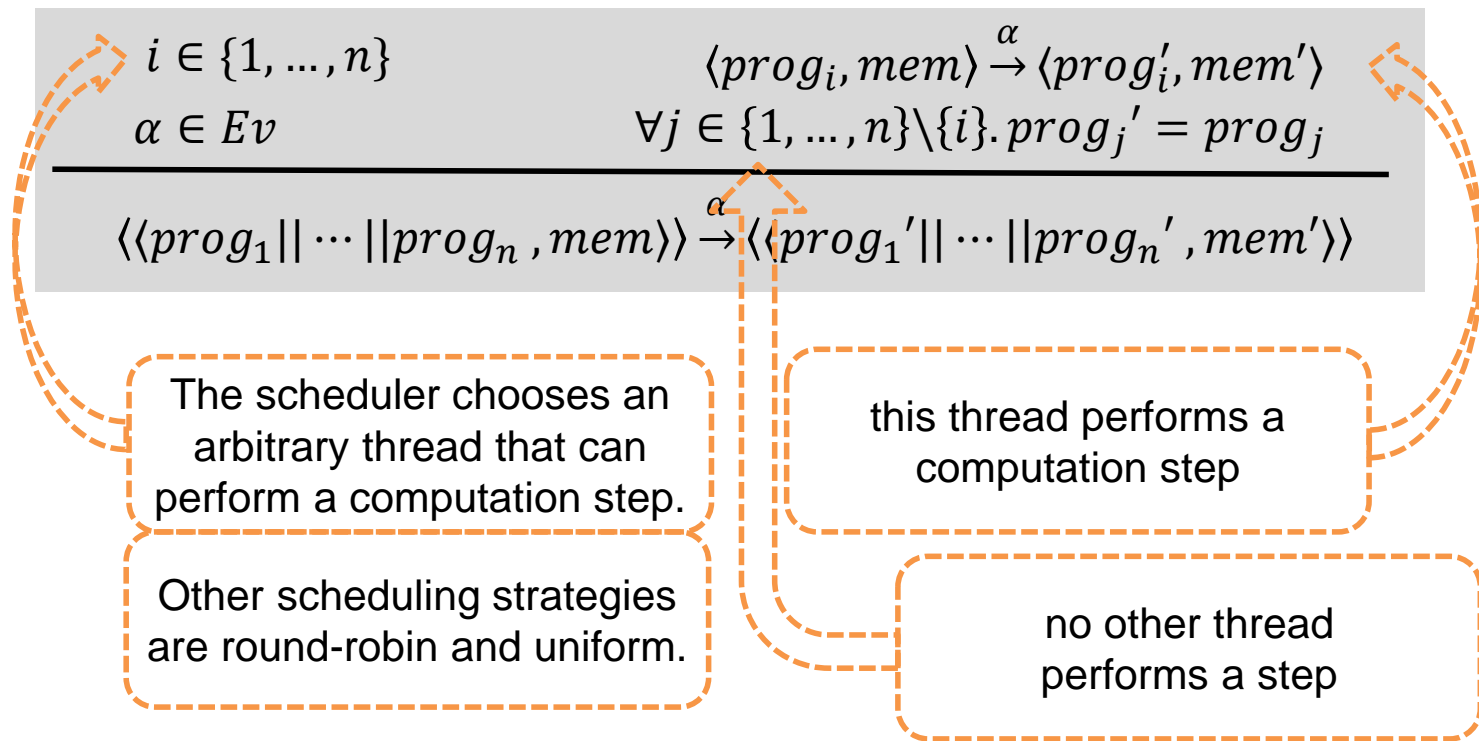 i ∈ {1, …, n} ⟨prog_i, mem⟩ →^α ⟨prog_i′, mem′⟩
α ∈ Ev ∀j ∈ {1, …, n}\{i}. prog_j′ = prog_j
⟨⟨prog_1|| ⋯ ||prog_n , mem⟩⟩ →^α ⟨⟨prog_1′|| ⋯ ||prog_n′ , mem′⟩⟩
The scheduler chooses an
arbitrary thread that can
perform a computation step.
this thread performs a
computation step
Other scheduling strategies
are round-robin and uniform.
no other thread
performs a step